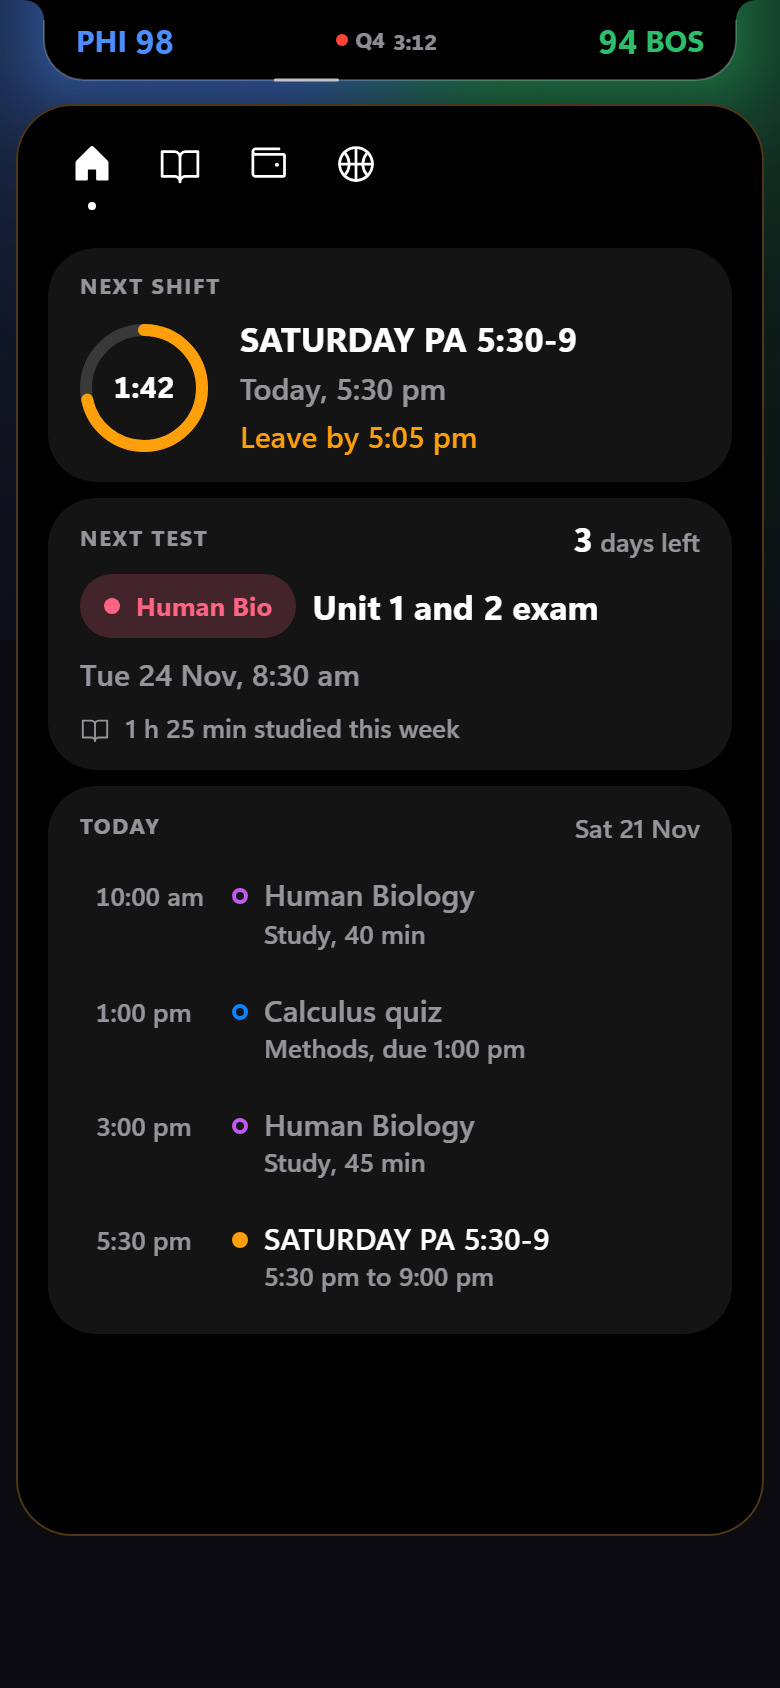 PHI 98
Q4 3:12
94 BOS
NEXT SHIFT
1:42
SATURDAY PA 5:30-9
Today, 5:30 pm
Leave by 5:05 pm
NEXT TEST
3 days left
Human Bio
Unit 1 and 2 exam
Tue 24 Nov, 8:30 am
1 h 25 min studied this week
TODAY
Sat 21 Nov
10:00 am
Human Biology
Study, 40 min
1:00 pm
Calculus quiz
Methods, due 1:00 pm
3:00 pm
Human Biology
Study, 45 min
5:30 pm
SATURDAY PA 5:30-9
5:30 pm to 9:00 pm